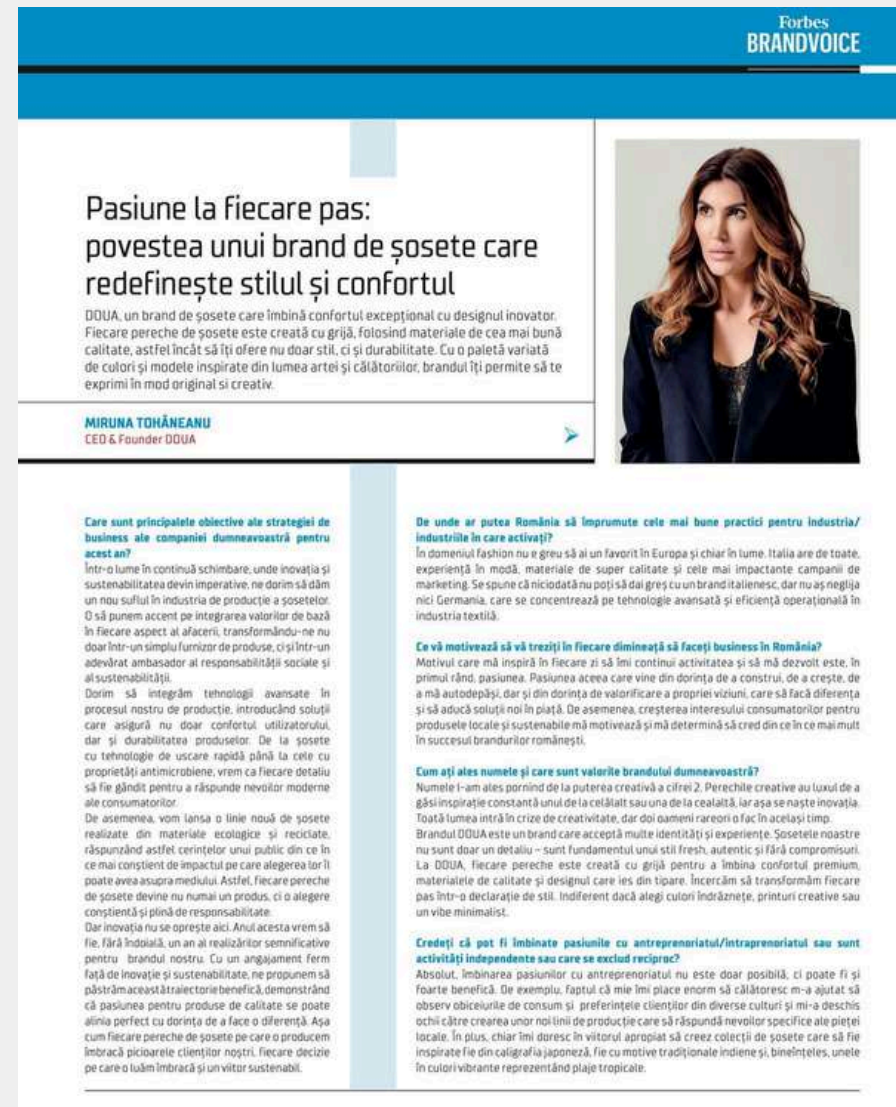 Forbes
BRANDVOICE
Pasiune la fiecare pas:
povestea unui brand de șosete care
redefinește stilul și confortul
DOUA, un brand de șosete care îmbină confortul excepțional cu designul inovator.
Fiecare pereche de șosete este creată cu grijă, folosind materiale de cea mai bună
calitate, astfel încât să îți ofere nu doar stil, ci și durabilitate. Cu o paletă variată
de culori și modele inspirate din lumea artei și călătoriilor, brandul îți permite să te
exprimi în mod original si creativ.
MIRUNA TOHĂNEANU
CEO & Founder DOUA
Care sunt principalele obiective ale strategiei de
business ale companiei dumneavoastră pentru
acest an?
Într-o lume în continuă schimbare, unde inovația și
sustenabilitatea devin imperative, ne dorim să dăm
un nou suflu în industria de producție a șosetelor.
O să punem accent pe integrarea valorilor de bază
în fiecare aspect al afacerii, transformându-ne nu
doar într-un simplu furnizor de produse, ci și într-un
adevărat ambasador al responsabilității sociale și
al sustenabilității.
Dorim să integrăm tehnologii avansate în
procesul nostru de producție, introducând soluții
care asigură nu doar confortul utilizatorului,
dar și durabilitatea produselor. De la șosete
cu tehnologie de uscare rapidă până la cele cu
proprietăți antimicrobiene, vrem ca fiecare detaliu
să fie gândit pentru a răspunde nevoilor moderne
ale consumatorilor.
De asemenea, vom lansa o linie nouă de șosete
realizate din materiale ecologice și reciclate,
răspunzând astfel cerințelor unui public din ce în
ce mai conștient de impactul pe care alegerea lor îl
poate avea asupra mediului. Astfel, fiecare pereche
de șosete devine nu numai un produs, ci o alegere
conștientă și plină de responsabilitate.
Dar inovația nu se oprește aici. Anul acesta vrem să
fie, fără îndoială, un an al realizărilor semnificative
pentru brandul nostru. Cu un angajament ferm
față de inovație și sustenabilitate, ne propunem să
păstrăm această traiectorie benefică, demonstrând
că pasiunea pentru produse de calitate se poate
alinia perfect cu dorința de a face o diferență. Așa
cum fiecare pereche de șosete pe care o producem
îmbracă picioarele clienților noștri, fiecare decizie
pe care o luăm îmbracă și un viitor sustenabil.
De unde ar putea România să împrumute cele mai bune practici pentru industria/
industriile în care activați?
În domeniul fashion nu e greu să ai un favorit în Europa și chiar în lume. Italia are de toate,
experiență în modă, materiale de super calitate și cele mai impactante campanii de
marketing. Se spune că niciodată nu poți să dai greș cu un brand italienesc, dar nu aș neglija
nici Germania, care se concentrează pe tehnologie avansată și eficiență operațională în
industria textilă.
Ce vă motivează să vă treziți în fiecare dimineață să faceți business în România?
Motivul care mă inspiră în fiecare zi să îmi continui activitatea și să mă dezvolt este, în
primul rând, pasiunea. Pasiunea aceea care vine din dorința de a construi, de a crește, de
a mă autodepăși, dar și din dorința de valorificare a propriei viziuni, care să facă diferența
și să aducă soluții noi în piață. De asemenea, creșterea interesului consumatorilor pentru
produsele locale și sustenabile mă motivează și mă determină să cred din ce în ce mai mult
în succesul brandurilor românești.
Cum ați ales numele și care sunt valorile brandului dumneavoastră?
Numele l-am ales pornind de la puterea creativă a cifrei 2. Perechile creative au luxul de a
găsi inspirație constantă unul de la celălalt sau una de la cealaltă, iar așa se naște inovația.
Toată lumea intră în crize de creativitate, dar doi oameni rareori o fac în același timp.
Brandul DOUA este un brand care acceptă multe identități și experiențe. Șosetele noastre
nu sunt doar un detaliu – sunt fundamentul unui stil fresh, autentic și fără compromisuri.
La DOUA, fiecare pereche este creată cu grijă pentru a îmbina confortul premium,
materialele de calitate și designul care ies din tipare. Încercăm să transformăm fiecare
pas într-o declarație de stil. Indiferent dacă alegi culori îndrăznețe, printuri creative sau
un vibe minimalist.
Credeți că pot fi îmbinate pasiunile cu antreprenoriatul/intraprenoriatul sau sunt
activități independente sau care se exclud reciproc?
Absolut, îmbinarea pasiunilor cu antreprenoriatul nu este doar posibilă, ci poate fi și
foarte benefică. De exemplu, faptul că mie îmi place enorm să călătoresc m-a ajutat să
observ obiceiurile de consum și preferințele clienților din diverse culturi și mi-a deschis
ochii către crearea unor noi linii de producție care să răspundă nevoilor specifice ale pieței
locale. În plus, chiar îmi doresc în viitorul apropiat să creez colecții de șosete care să fie
inspirate fie din caligrafia japoneză, fie cu motive tradiționale indiene și, bineînțeles, unele
în culori vibrante reprezentând plaje tropicale.